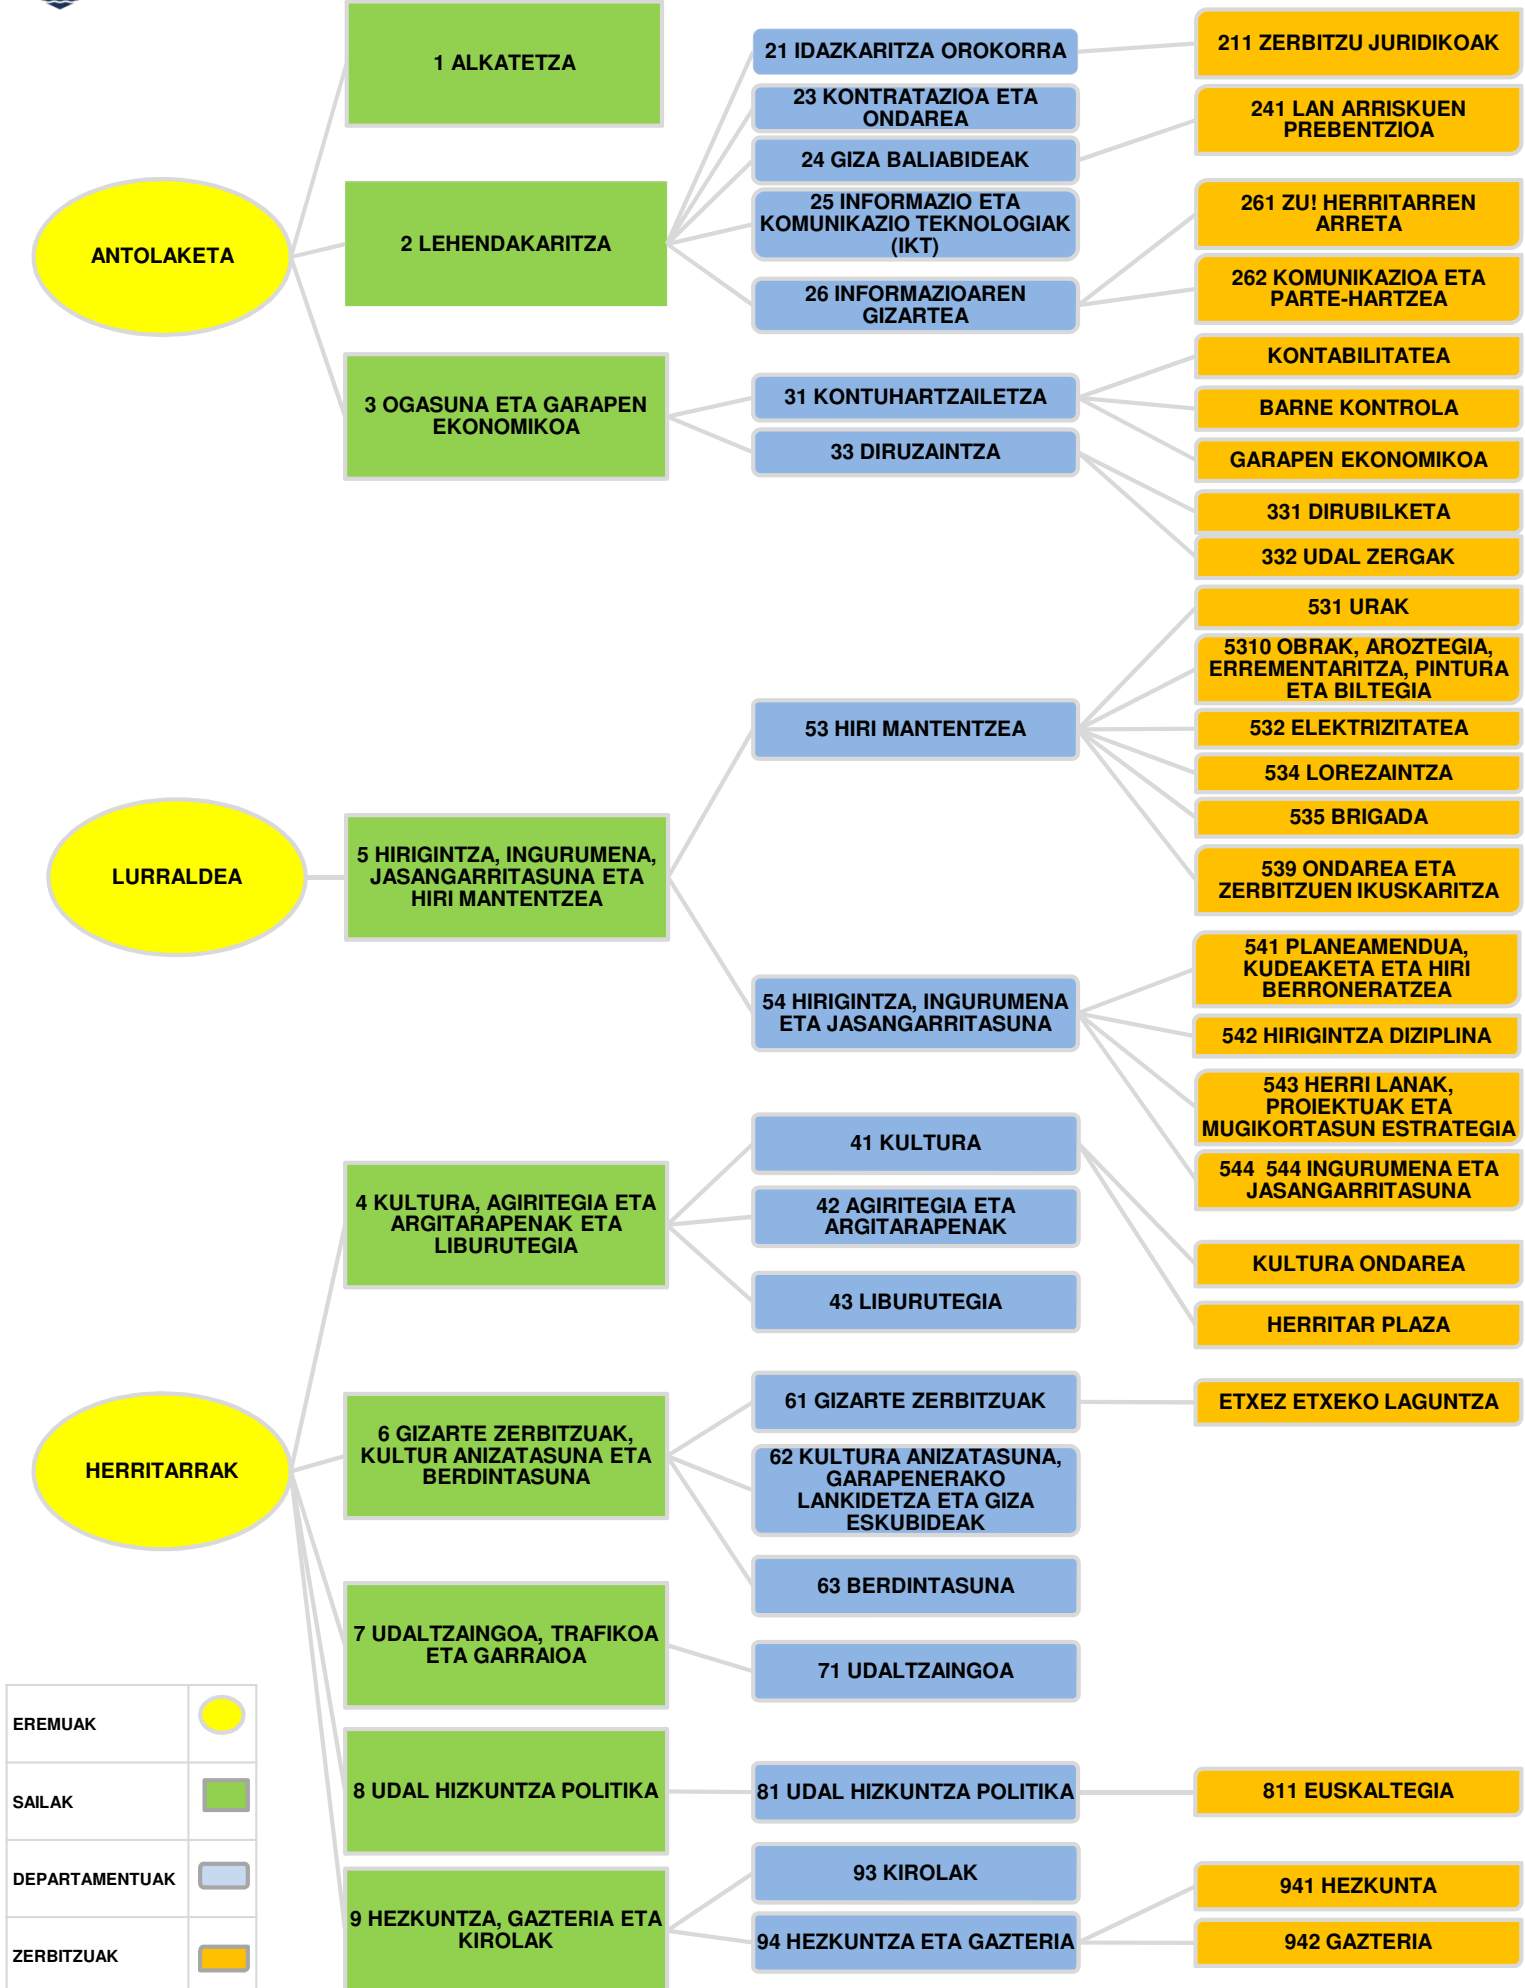 ANTOLAKETA
1 ALKATETZA
2 LEHENDAKARITZA
21 IDAZKARITZA OROKORRA
211 ZERBITZU JURIDIKOAK
23 KONTRATAZIOA ETA
ONDAREA
24 GIZA BALIABIDEAK
241 LAN ARRISKUEN
PREBENTZIOA
25 INFORMAZIO ETA
KOMUNIKAZIO TEKNOLOGIAK
(IKT)
26 INFORMAZIOAREN
GIZARTEA
261 ZU! HERRITARREN
ARRETA
262 KOMUNIKAZIOA ETA
PARTE-HARTZEA
3 OGASUNA ETA GARAPEN
EKONOMIKOA
31 KONTUHARTZAILETZA
KONTABILITATEA
BARNE KONTROLA
GARAPEN EKONOMIKOA
33 DIRUZAINTZA
331 DIRUBILKETA
332 UDAL ZERGAK
LURRALDEA
5 HIRIGINTZA, INGURUMENA,
JASANGARRITASUNA ETA
HIRI MANTENTZEA
53 HIRI MANTENTZEA
531 URAK
5310 OBRAK, AROZTEGIA,
ERREMENTARITZA, PINTURA
ETA BILTEGIA
532 ELEKTRIZITATEA
534 LOREZAINTZA
535 BRIGADA
539 ONDAREA ETA
ZERBITZUEN IKUSKARITZA
54 HIRIGINTZA, INGURUMENA
ETA JASANGARRITASUNA
541 PLANEAMENDUA,
KUDEAKETA ETA HIRI
BERRONERATZEA
542 HIRIGINTZA DIZIPLINA
543 HERRI LANAK,
PROIEKTUAK ETA
MUGIKORTASUN ESTRATEGIA
544 544 INGURUMENA ETA
JASANGARRITASUNA
HERRITARRAK
4 KULTURA, AGIRITEGIA ETA
ARGITARAPENAK ETA
LIBURUTEGIA
41 KULTURA
KULTURA ONDAREA
HERRITAR PLAZA
42 AGIRITEGIA ETA
ARGITARAPENAK
43 LIBURUTEGIA
6 GIZARTE ZERBITZUAK,
KULTUR ANIZATASUNA ETA
BERDINTASUNA
61 GIZARTE ZERBITZUAK
ETXEZ ETXEKO LAGUNTZA
62 KULTURA ANIZATASUNA,
GARAPENERAKO
LANKIDETZA ETA GIZA
ESKUBIDEAK
63 BERDINTASUNA
7 UDALTZAINGOA, TRAFIKOA
ETA GARRAIOA
71 UDALTZAINGOA
8 UDAL HIZKUNTZA POLITIKA
81 UDAL HIZKUNTZA POLITIKA
811 EUSKALTEGIA
9 HEZKUNTZA, GAZTERIA ETA
KIROLAK
93 KIROLAK
94 HEZKUNTZA ETA GAZTERIA
941 HEZKUNTA
942 GAZTERIA
EREMUAK
SAILAK
DEPARTAMENTUAK
ZERBITZUAK